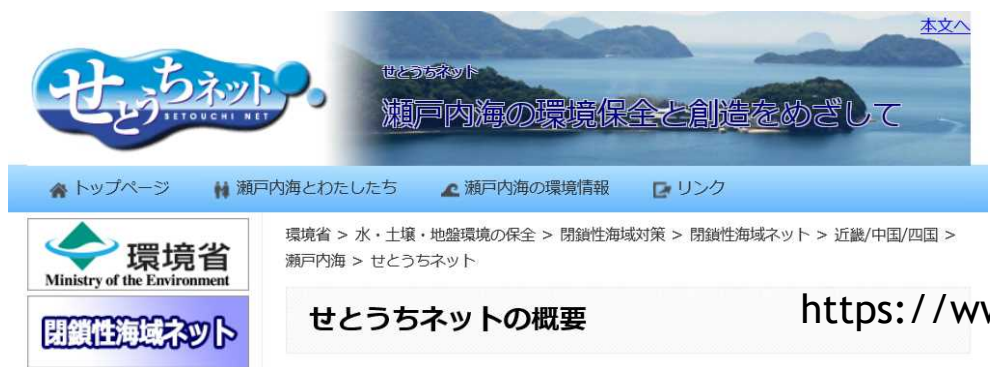 本文へ
せとうちネット
SETOUCHI NET
せとうちネット
瀬戸内海の環境保全と創造をめざして
トップページ 瀬戸内海とわたしたち 瀬戸内海の環境情報 リンク
環境省
Ministry of the Environment
閉鎖性海域ネット
環境省 > 水・土壌・地盤環境の保全 > 閉鎖性海域対策 > 閉鎖性海域ネット > 近畿/中国/四国 >
瀬戸内海 > せとうちネット
せとうちネットの概要
https://ww